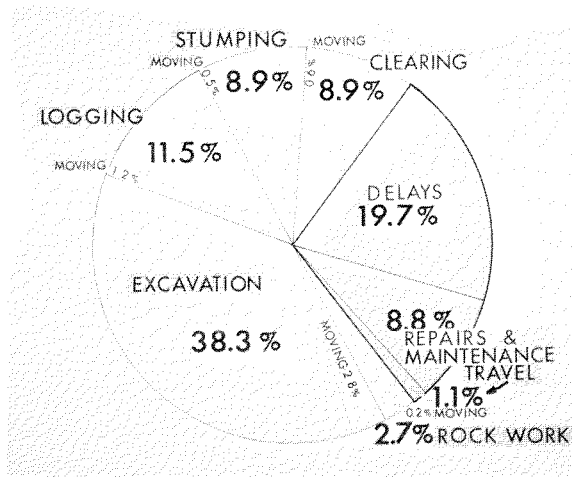 STUMPING
MOVING
0.5%
8.9%
MOVING
0.6%
8.9%
CLEARING
LOGGING
11.5%
MOVING 1.2%
DELAYS
19.7%
EXCAVATION
38.3%
MOVING-2.8%
8.8%
REPAIRS &
MAINTENANCE
TRAVEL
1.1%
0.2% MOVING
2.7% ROCK WORK